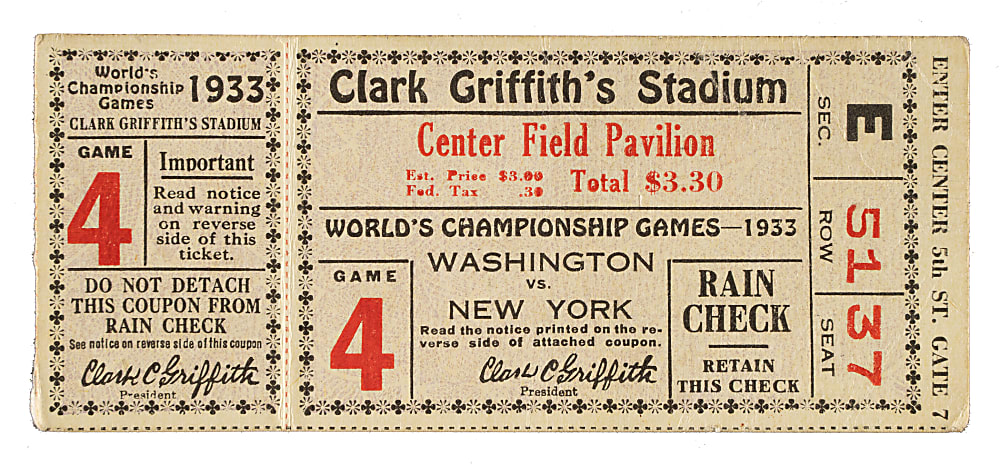 World's
Championship
Games
1933
CLARK GRIFFITH'S STADIUM
GAME
4
Important
Read notice
and warning
on reverse
side of this
ticket.
DO NOT DETACH
THIS COUPON FROM
RAIN CHECK
See notice on reverse side of this coupon
Clark C Griffith
President
Clark Griffith's Stadium
Center Field Pavilion
Est. Price $3.00
Fed. Tax .30
Total $3.30
WORLD'S CHAMPIONSHIP GAMES—1933
GAME
4
WASHINGTON
VS.
NEW YORK
Read the notice printed on the re-
verse side of attached coupon.
Clark C Griffith
President
RAIN
CHECK
RETAIN
THIS CHECK
SEC. E
ROW 51
SEAT 37
ENTER CENTER 5th ST. GATE 7